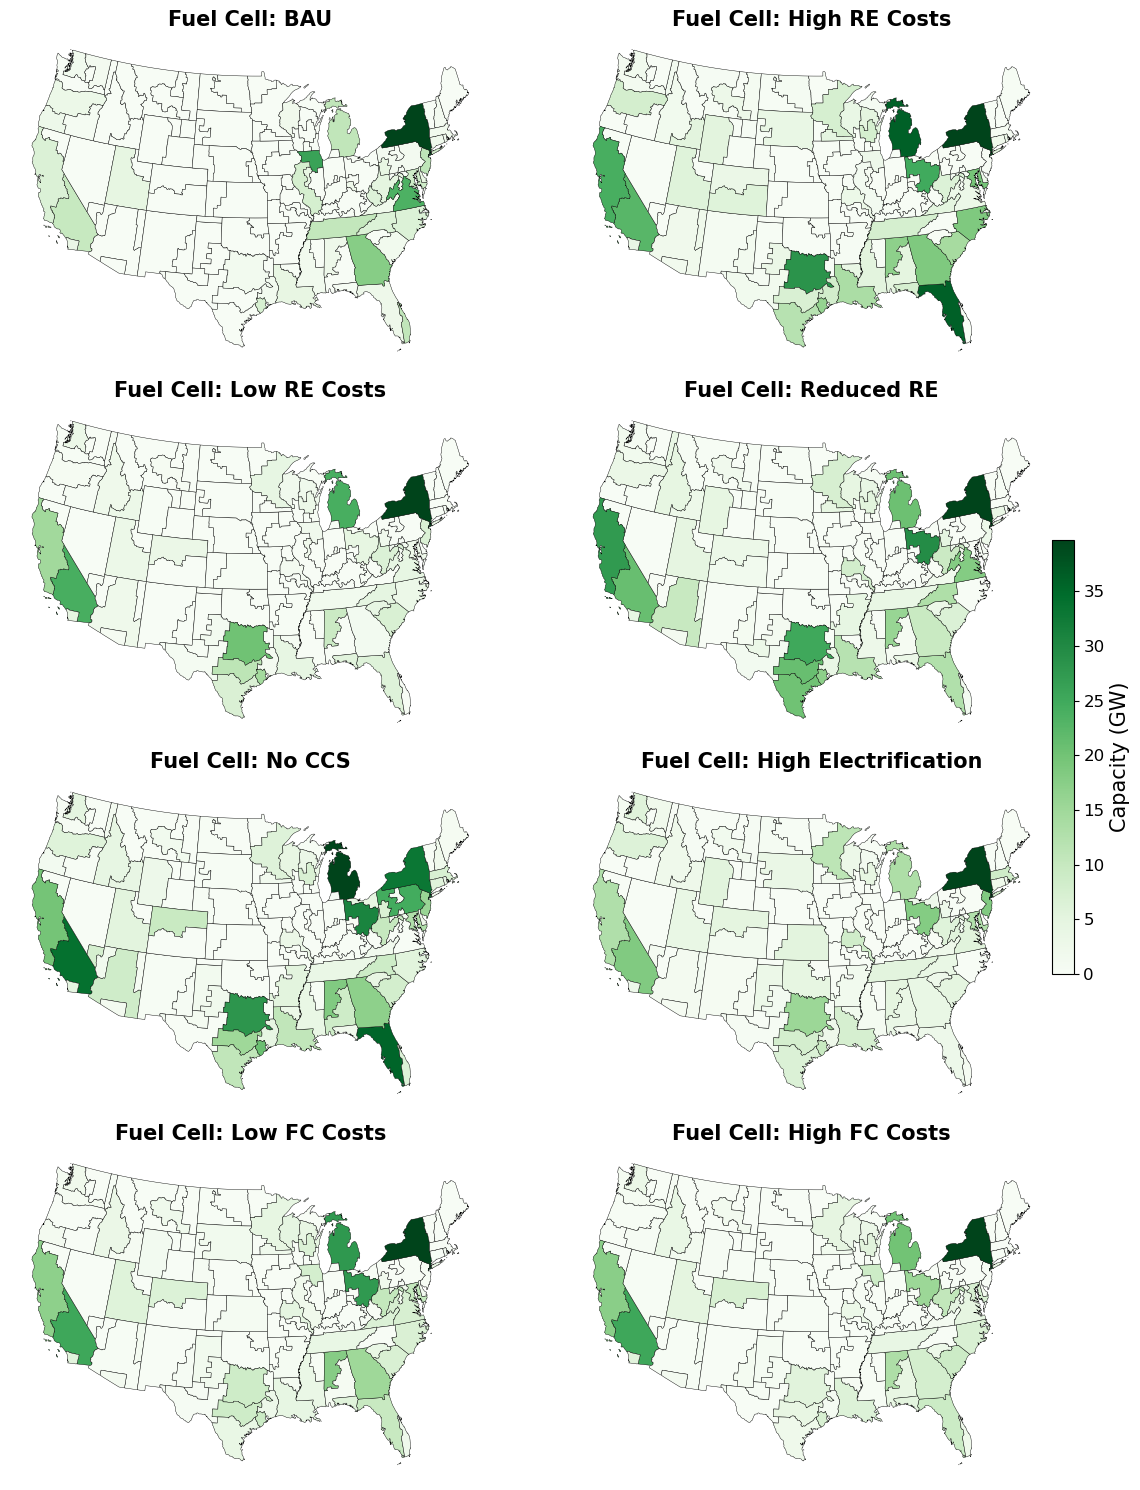 Fuel Cell: BAU
Fuel Cell: High RE Costs
Fuel Cell: Low RE Costs
Fuel Cell: Reduced RE
Fuel Cell: No CCS
Fuel Cell: High Electrification
Fuel Cell: Low FC Costs
Fuel Cell: High FC Costs
35
30
25
20
15
10
5
0
Capacity (GW)